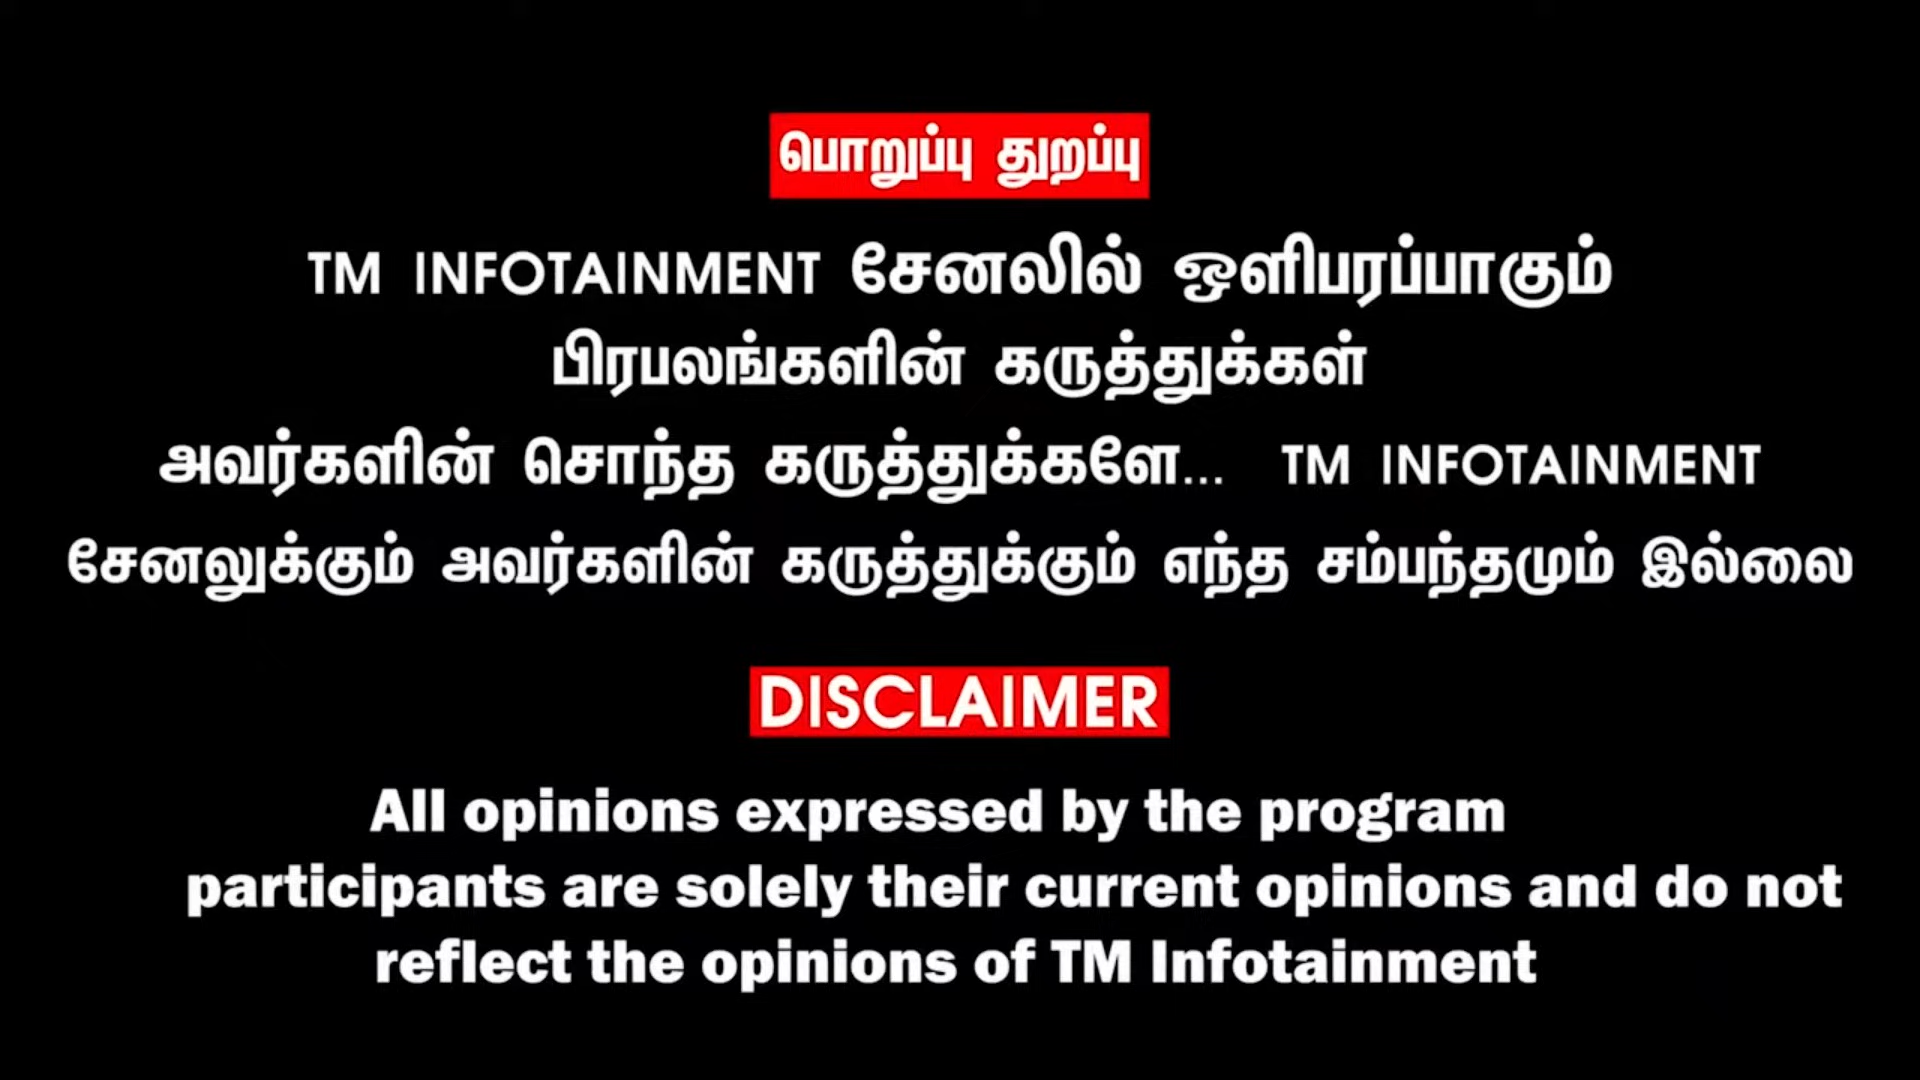 பொறுப்பு துறப்பு
TM INFOTAINMENT சேனலில் ஒளிபரப்பாகும்
பிரபலங்களின் கருத்துக்கள்
அவர்களின் சொந்த கருத்துக்களே... TM INFOTAINMENT
சேனலுக்கும் அவர்களின் கருத்துக்கும் எந்த சம்பந்தமும் இல்லை
DISCLAIMER
All opinions expressed by the program
participants are solely their current opinions and do not
reflect the opinions of TM Infotainment